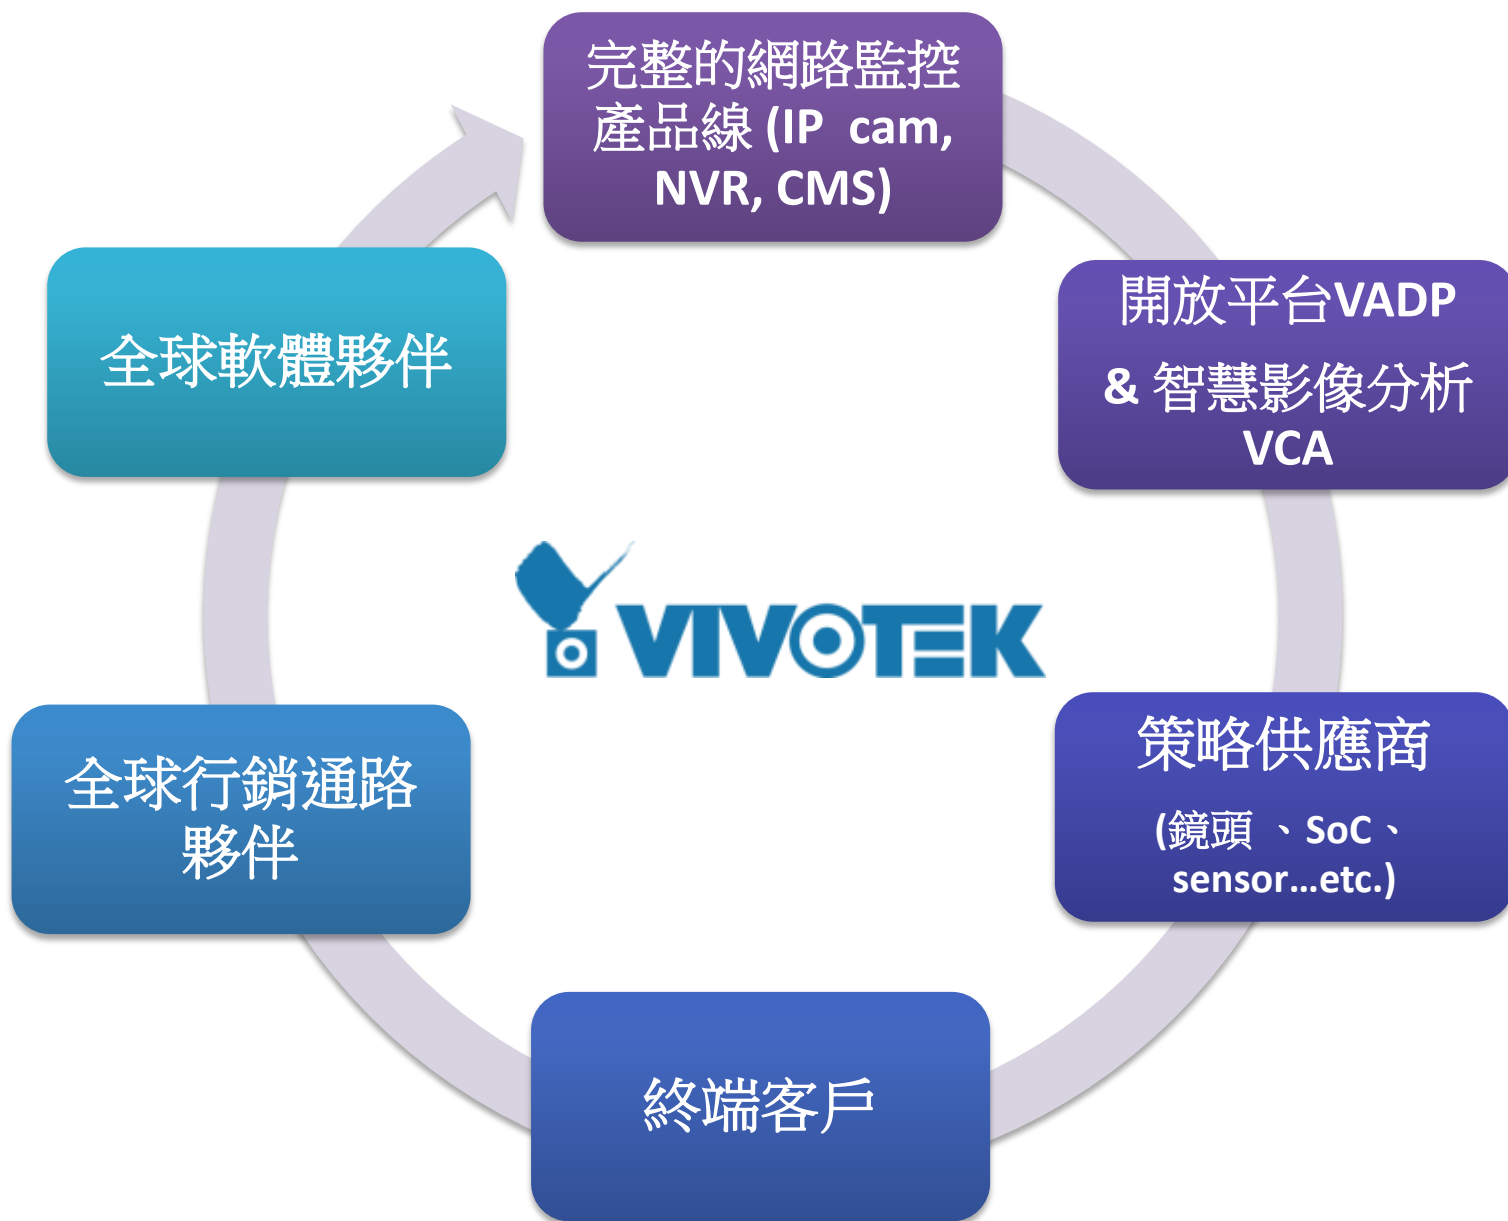 完整的網路監控
產品線 (IP cam,
NVR, CMS)
開放平台VADP
& 智慧影像分析
VCA
策略供應商
(鏡頭 、SoC、
sensor…etc.)
終端客戶
全球行銷通路
夥伴
全球軟體夥伴
VIVOTEK